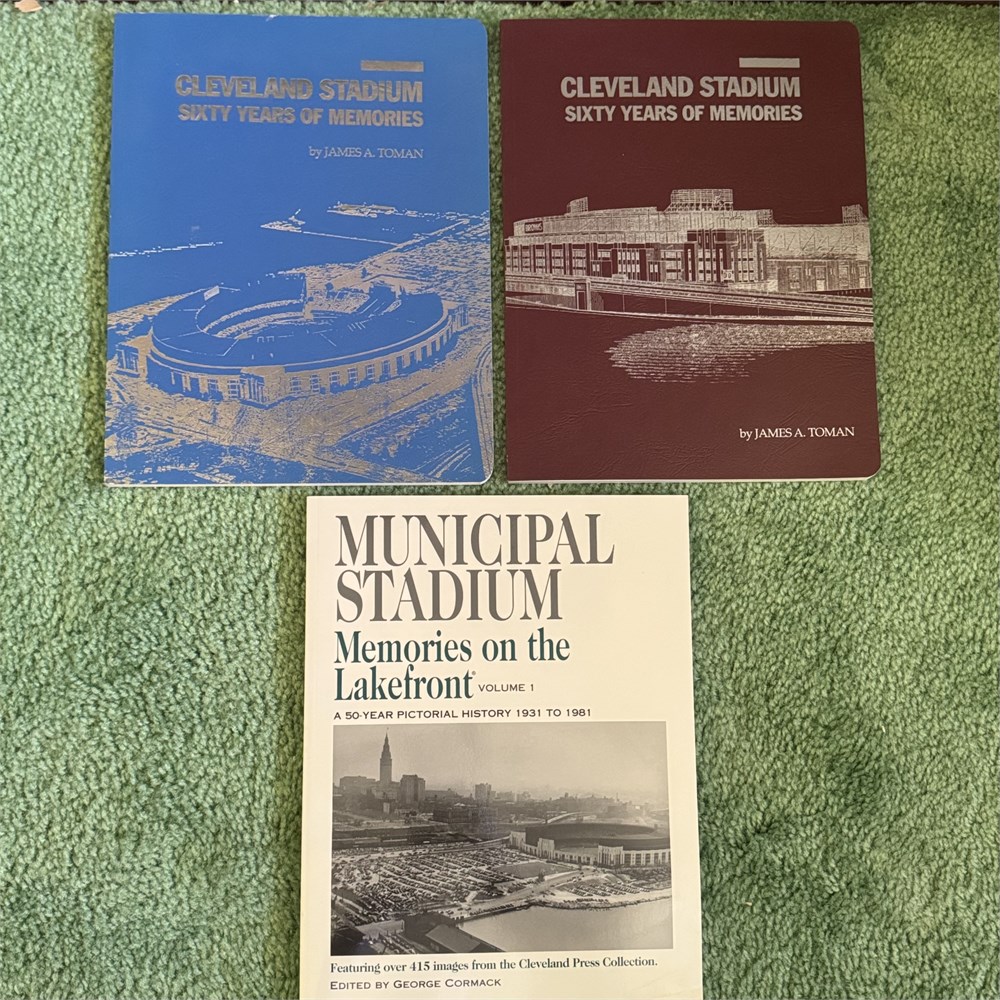 CLEVELAND STADIUM
SIXTY YEARS OF MEMORIES
by JAMES A. TOMAN
CLEVELAND STADIUM
SIXTY YEARS OF MEMORIES
by JAMES A. TOMAN
MUNICIPAL
STADIUM
Memories on the
Lakefront® VOLUME 1
A 50-YEAR PICTORIAL HISTORY 1931 TO 1981
Featuring over 415 images from the Cleveland Press Collection.
EDITED BY GEORGE CORMACK